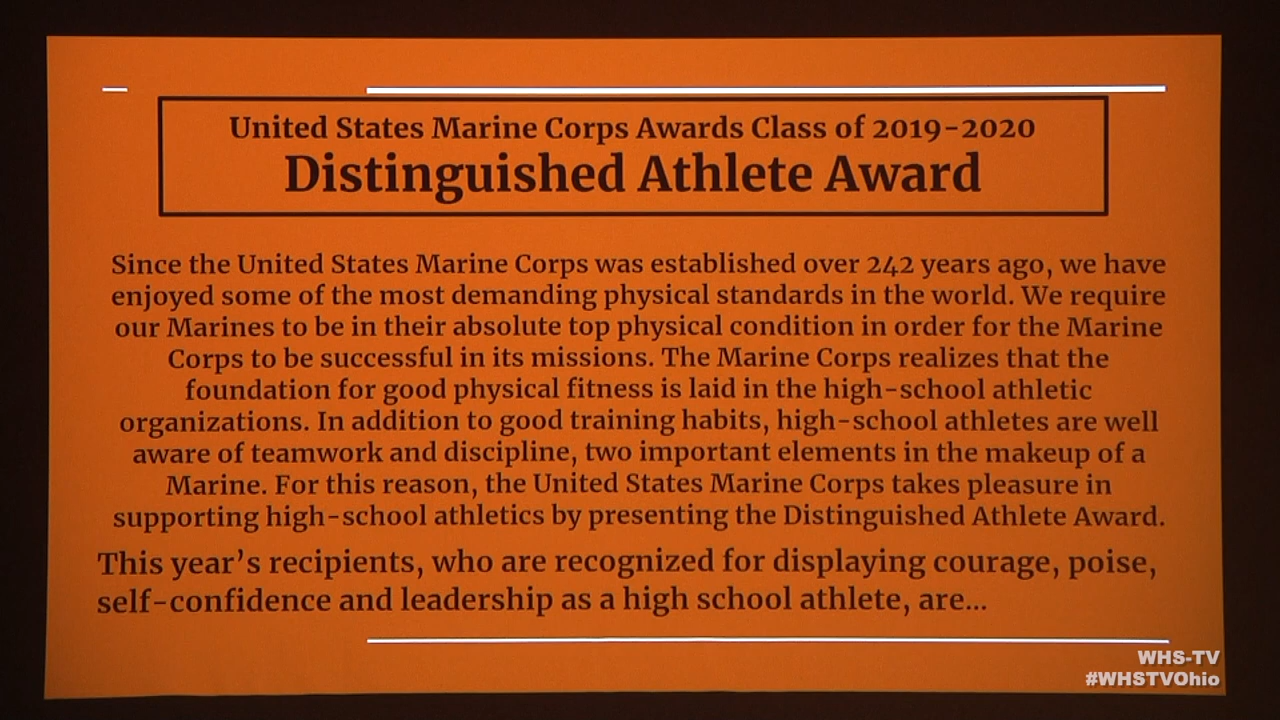 United States Marine Corps Awards Class of 2019-2020
Distinguished Athlete Award
Since the United States Marine Corps was established over 242 years ago, we have
enjoyed some of the most demanding physical standards in the world. We require
our Marines to be in their absolute top physical condition in order for the Marine
Corps to be successful in its missions. The Marine Corps realizes that the
foundation for good physical fitness is laid in the high-school athletic
organizations. In addition to good training habits, high-school athletes are well
aware of teamwork and discipline, two important elements in the makeup of a
Marine. For this reason, the United States Marine Corps takes pleasure in
supporting high-school athletics by presenting the Distinguished Athlete Award.
This year's recipients, who are recognized for displaying courage, poise,
self-confidence and leadership as a high school athlete, are...
WHS-TV
#WHSTVOhio